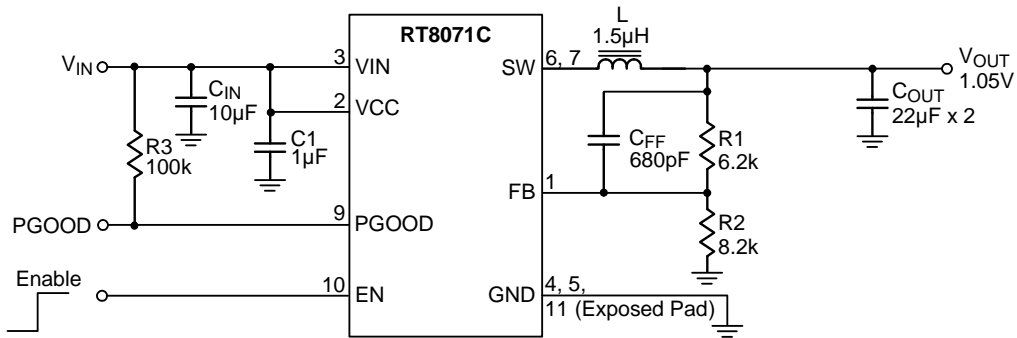 RT8071C
L
1.5µH
VIN
3
VIN
SW
6, 7
VOUT
1.05V
CIN
10µF
2
VCC
COUT
22µF x 2
R3
100k
C1
1µF
CFF
680pF
R1
6.2k
FB
1
PGOOD
9
PGOOD
R2
8.2k
Enable
10
EN
GND
4, 5,
11 (Exposed Pad)